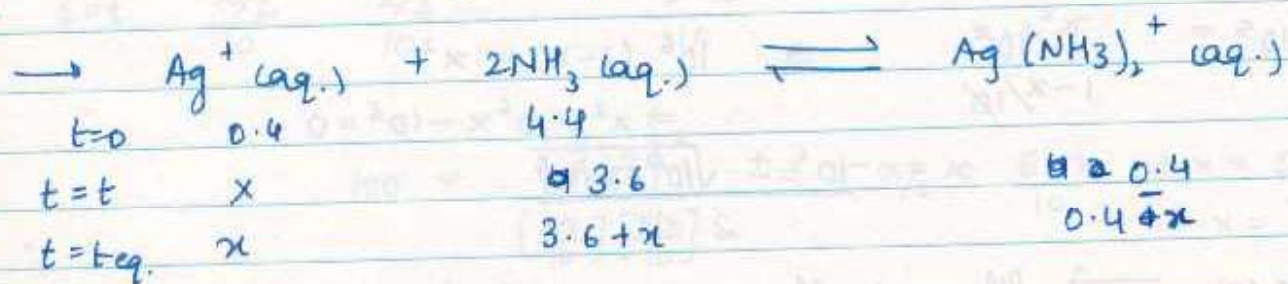 → Ag⁺ (aq.) + 2NH₃ (aq.) ⇌ Ag(NH3)₂⁺ (aq.)
t=0 0.4 4.4
t=t × 3.6 0.4
t=teq. x 3.6+x 0.4-x